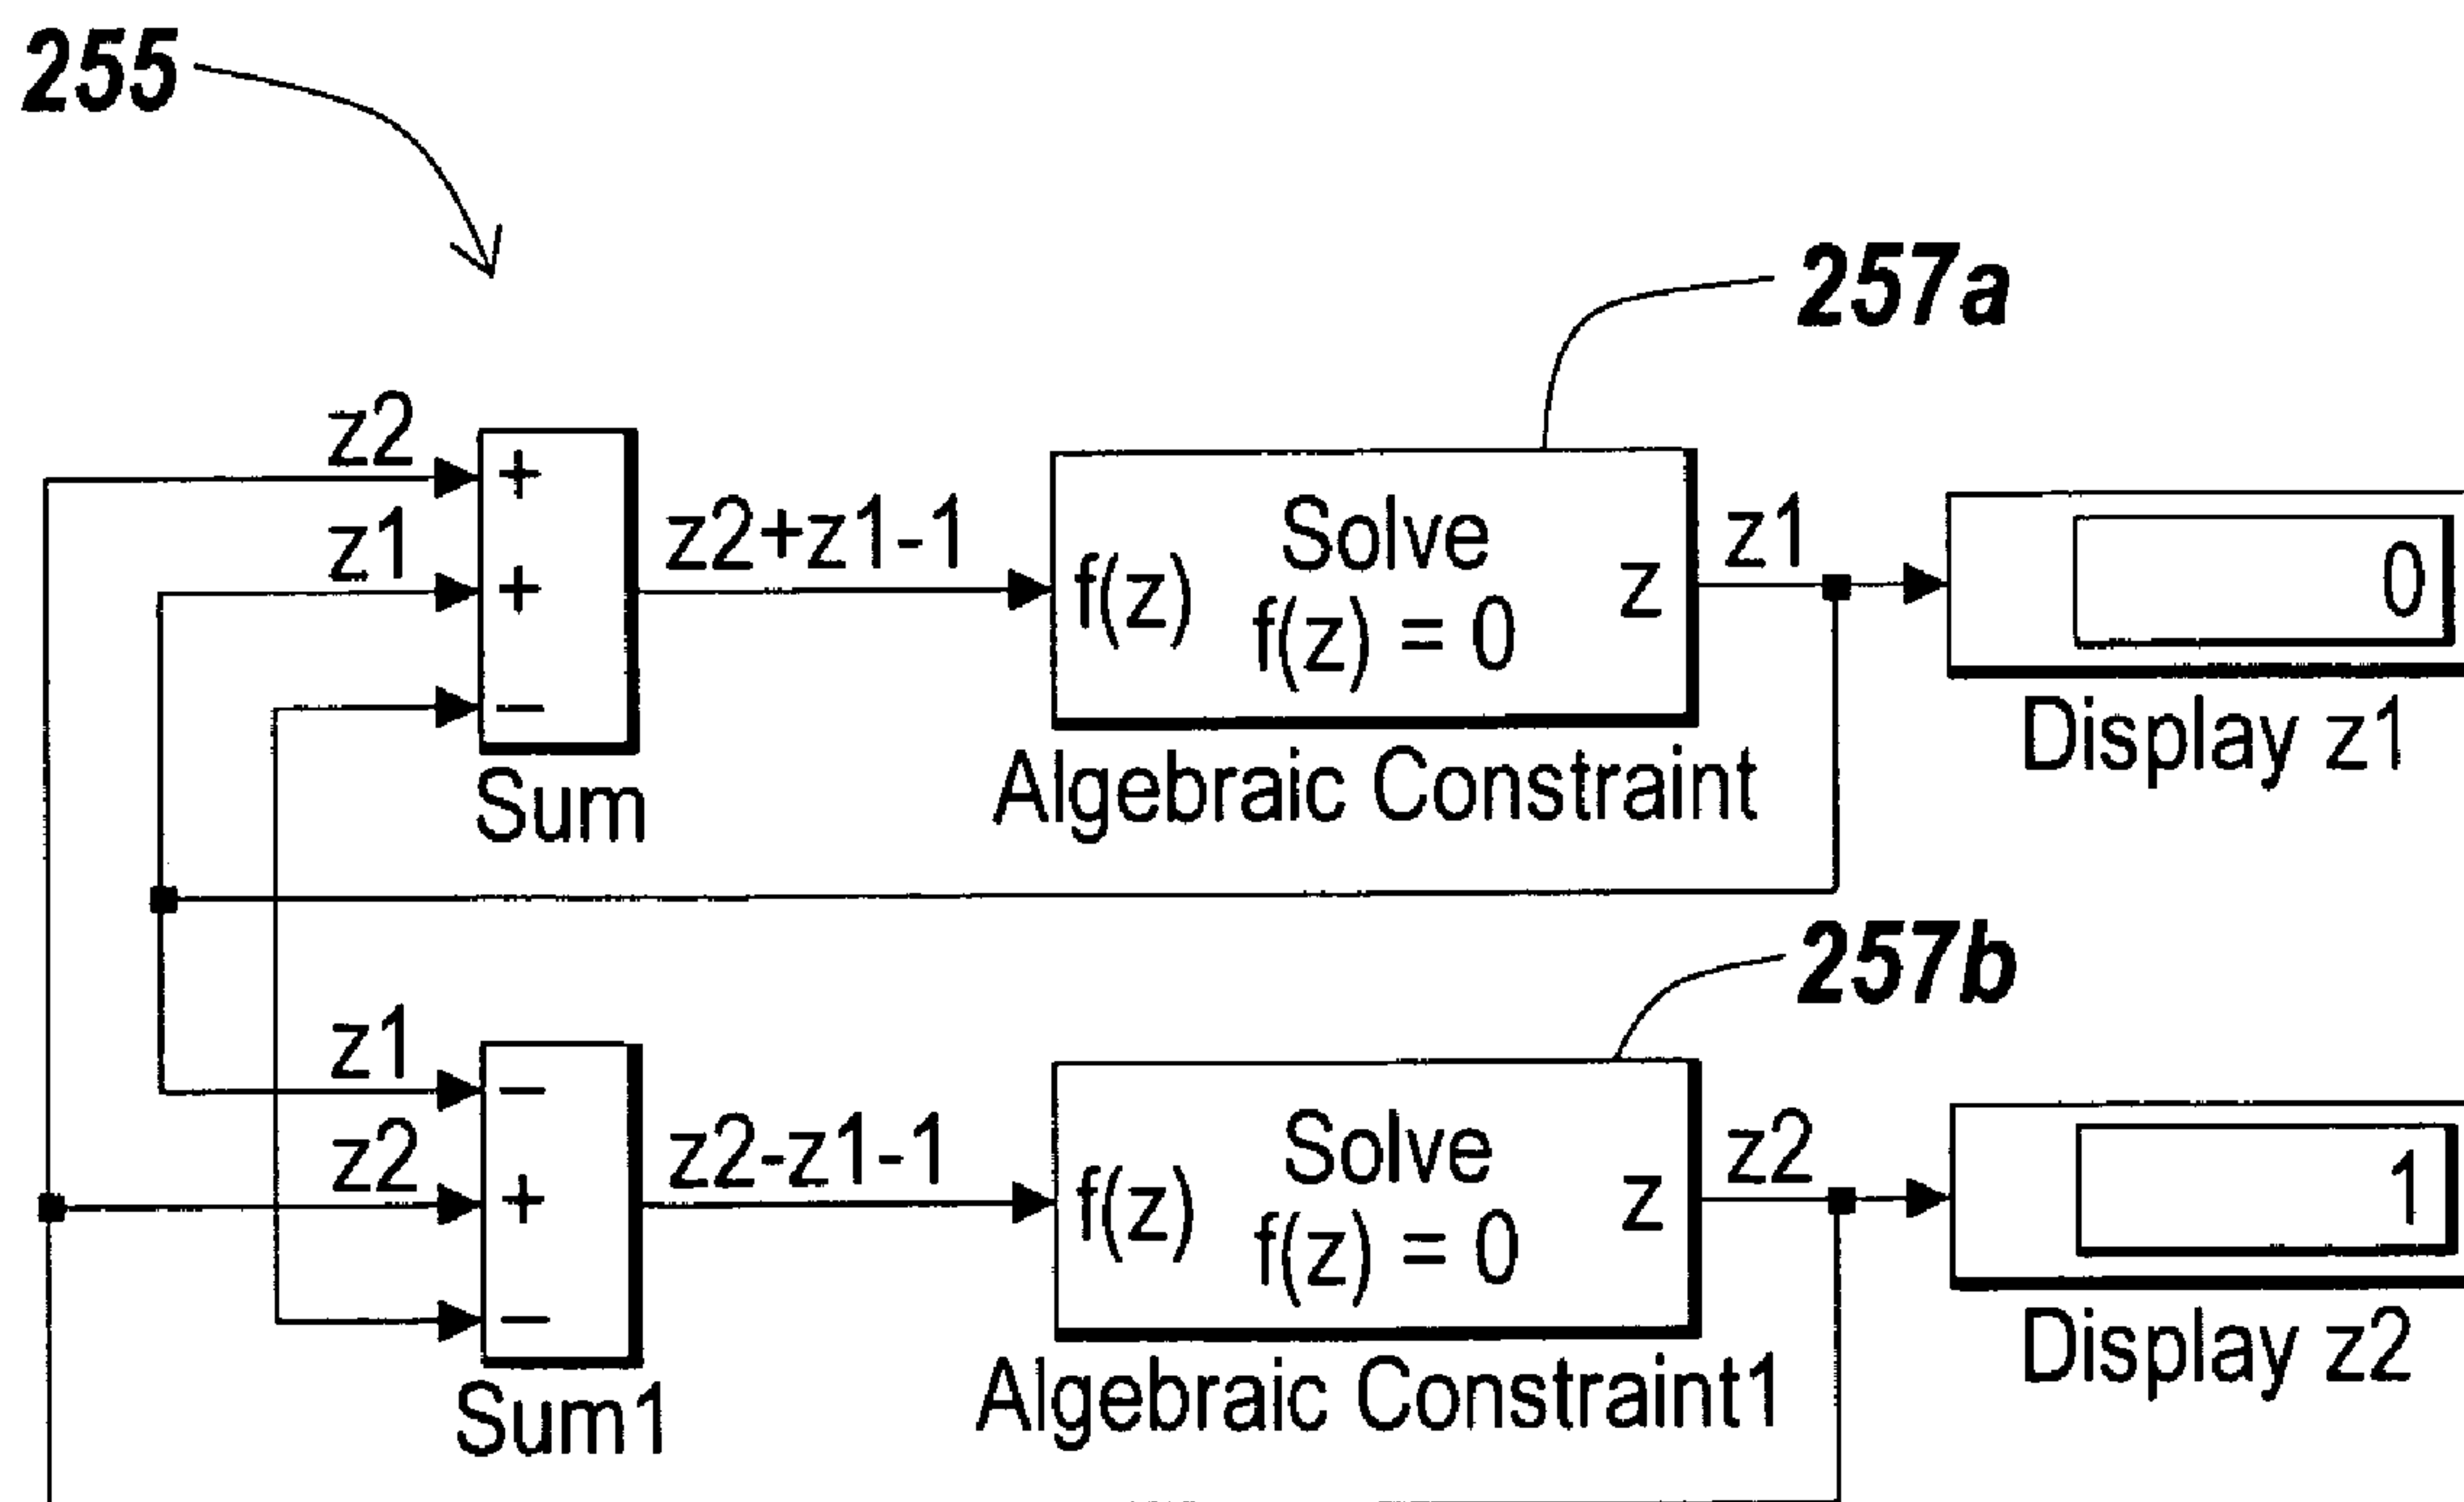 255
257a
z2
+
z1
+
−
Sum
z2+z1-1
f(z)
Solve
f(z) = 0
z
Algebraic Constraint
z1
0
Display z1
257b
z1
−
z2
+
−
Sum1
z2-z1-1
f(z)
Solve
f(z) = 0
z
Algebraic Constraint1
z2
1
Display z2